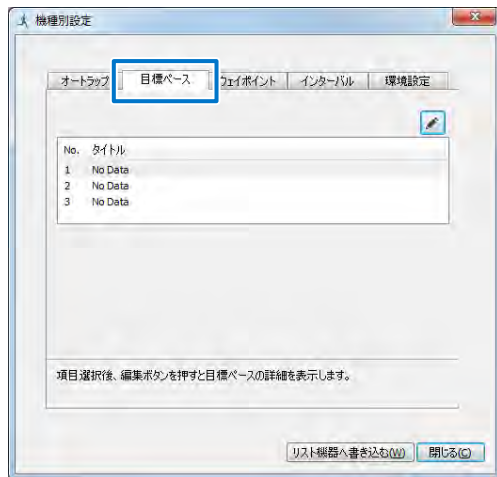 機種別設定
オートラップ 目標ペース ウェイポイント インターバル 環境設定
No. タイトル
1 No Data
2 No Data
3 No Data
項目選択後、編集ボタンを押すと目標ペースの詳細を表示します。
リスト機器へ書き込む(W) 閉じる(C)